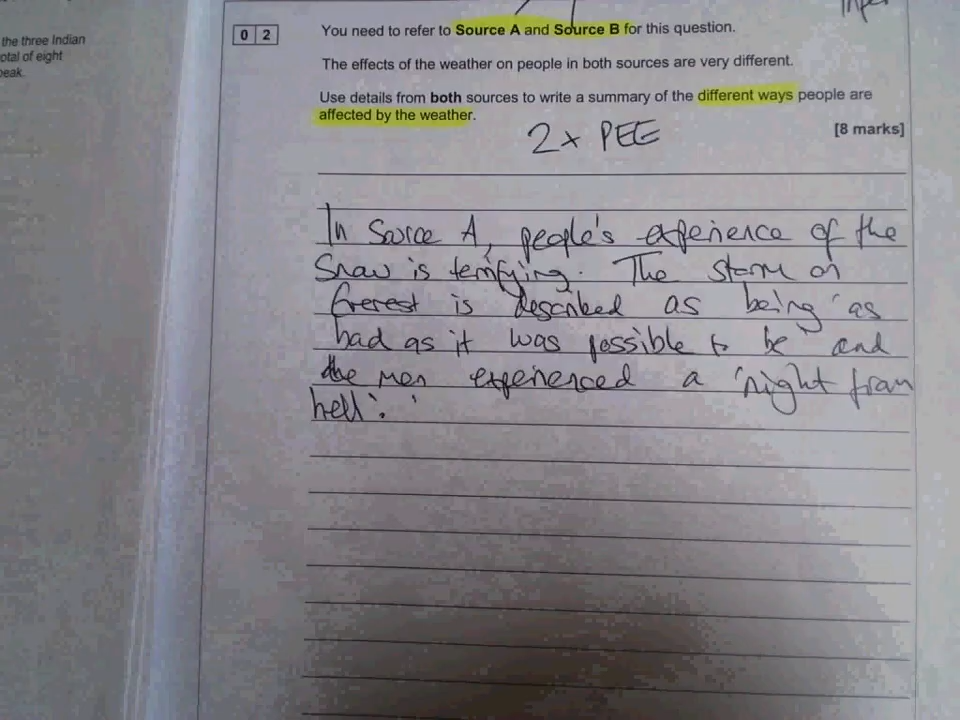 the three Indian
otal of eight
peak.
0 2
You need to refer to Source A and Source B for this question.
The effects of the weather on people in both sources are very different.
Use details from both sources to write a summary of the different ways people are
affected by the weather.
[8 marks]
2x PEE
In Source A, people's experience of the
Snow is terrifying. The storm on
Everest is described as being 'as
bad as it was possible to be' and
the men experienced a 'night from
hell'.